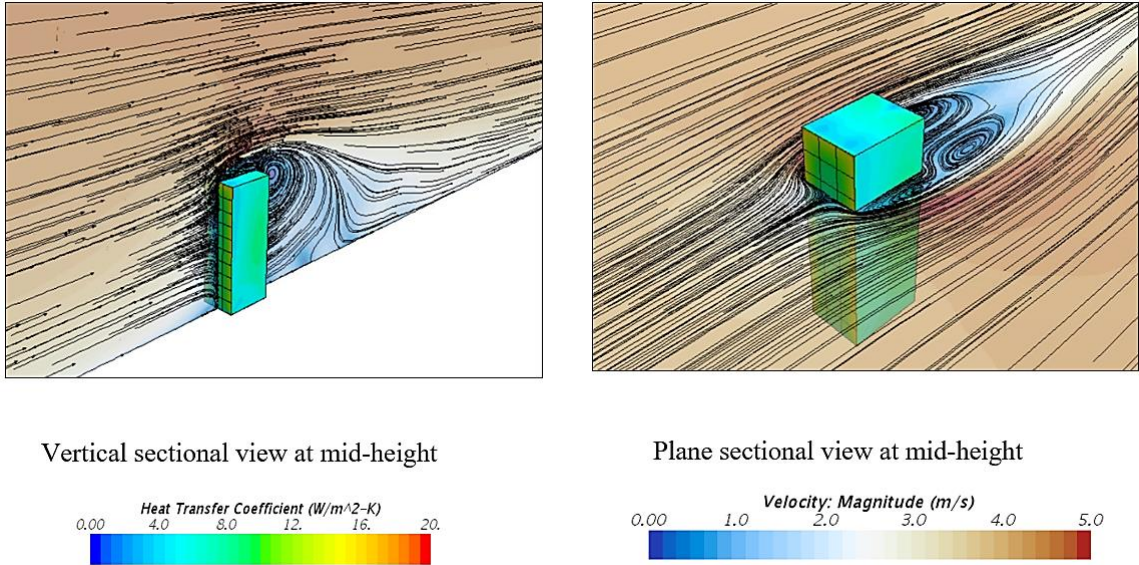 Vertical sectional view at mid-height
Plane sectional view at mid-height
Heat Transfer Coefficient (W/m^2-K)
0.00 4.0 8.0 12. 16. 20.
Velocity: Magnitude (m/s)
0.00 1.0 2.0 3.0 4.0 5.0